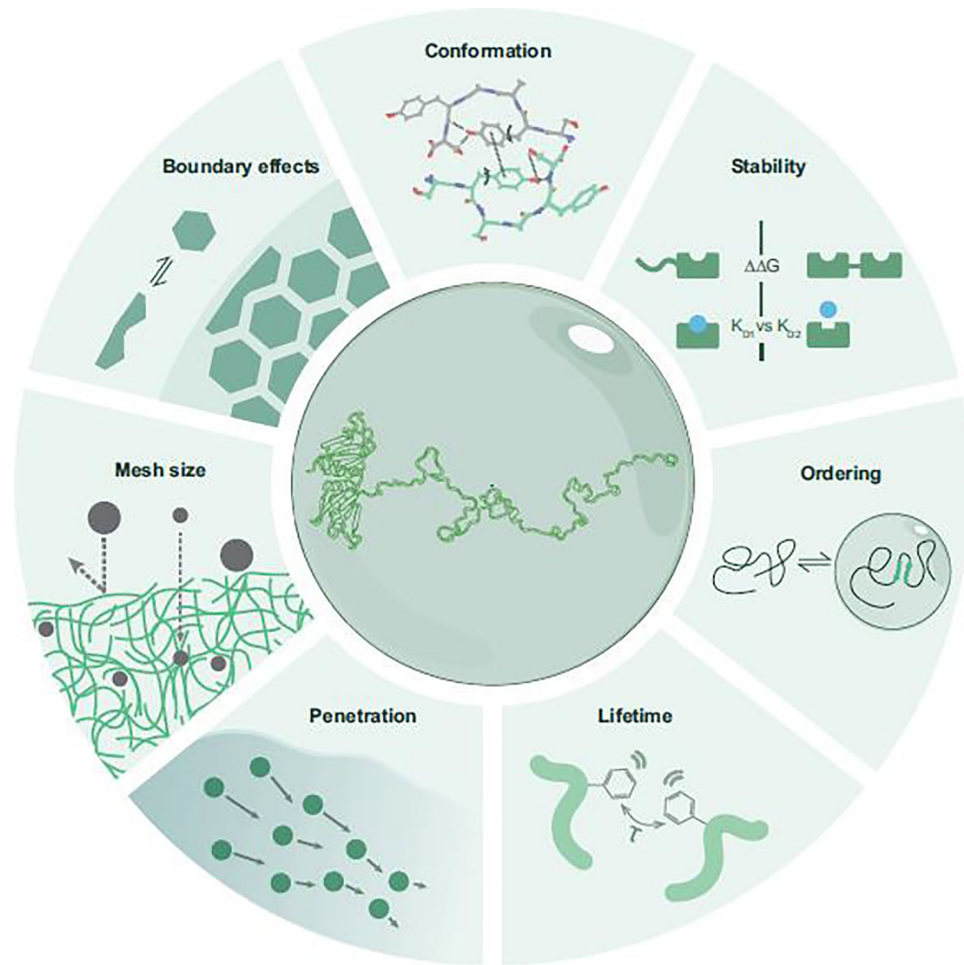 Conformation
Stability
ΔΔG
K_D1 vs K_D2
Ordering
Lifetime
τ
Penetration
Mesh size
Boundary effects